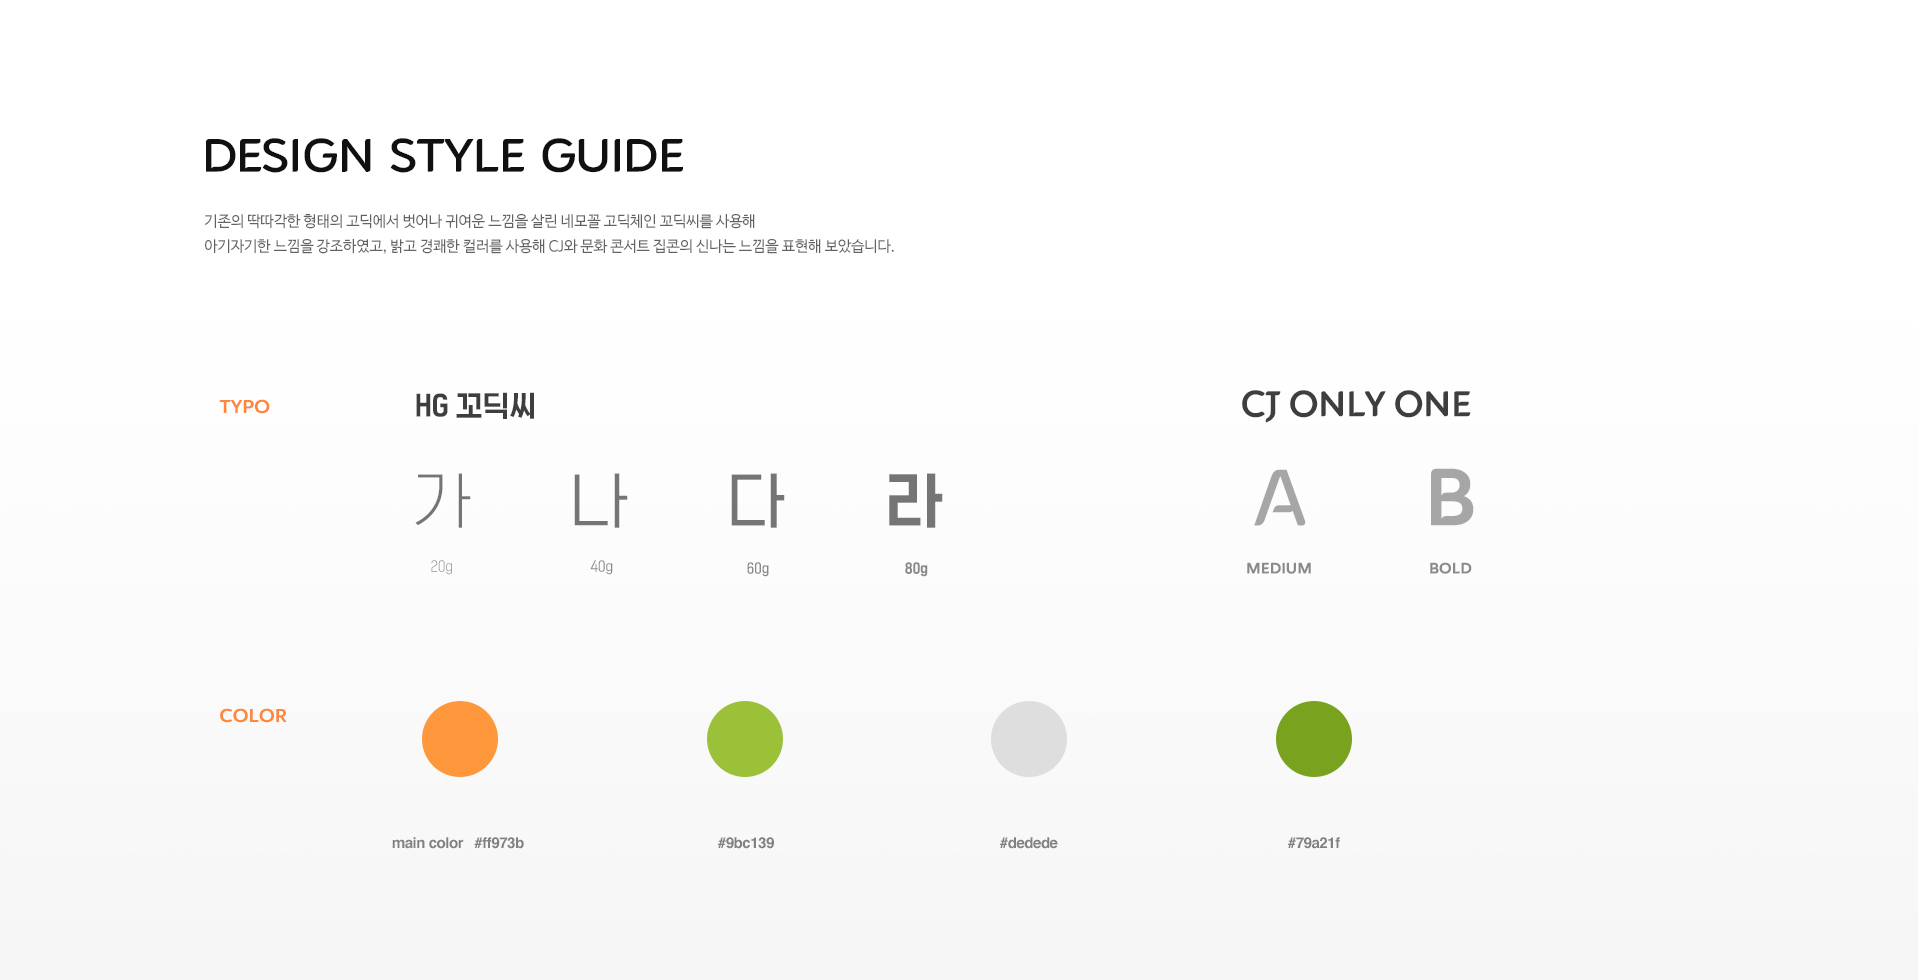 DESIGN STYLE GUIDE
기존의 딱따각한 형태의 고딕에서 벗어나 귀여운 느낌을 살린 네모꼴 고딕체인 꼬딕씨를 사용해
아기자기한 느낌을 강조하였고, 밝고 경쾌한 컬러를 사용해 CJ와 문화 콘서트 집콘의 신나는 느낌을 표현해 보았습니다.
TYPO
HG 꼬딕씨
CJ ONLY ONE
가 나 다 라
A B
20g 40g 60g 80g
MEDIUM BOLD
COLOR
main color #ff973b
#9bc139
#dedede
#79a21f